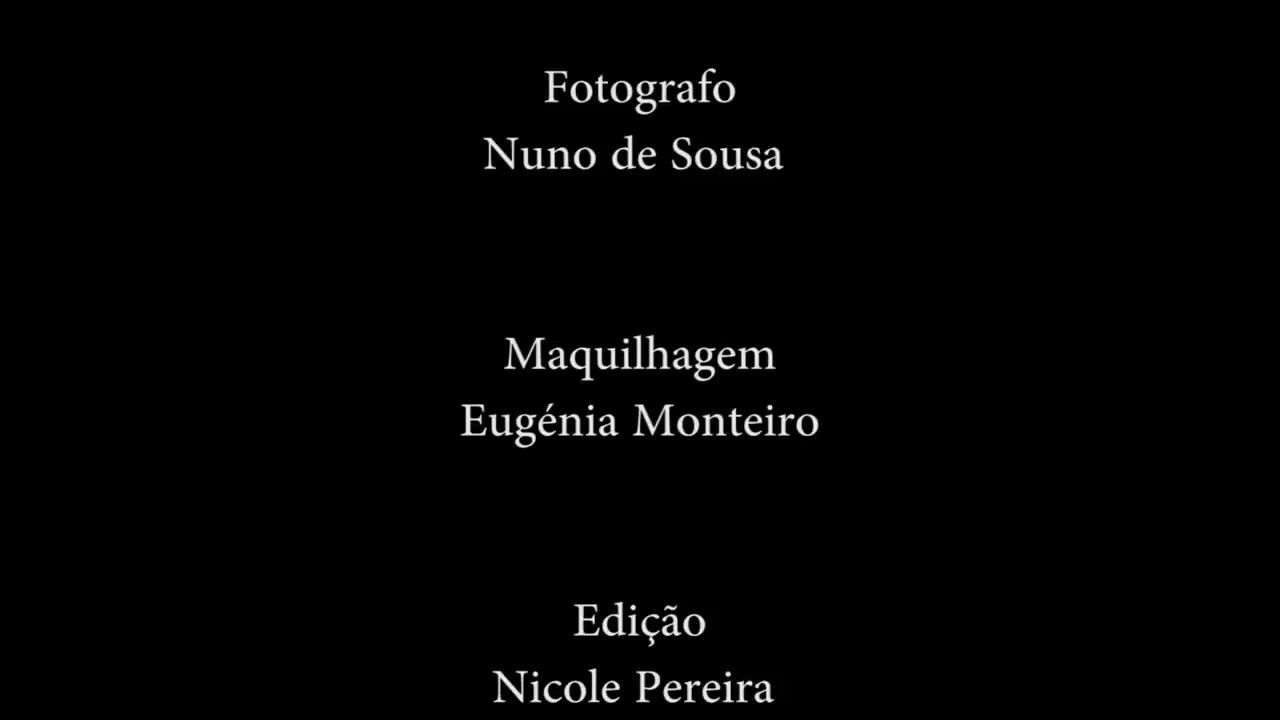 Fotografo
Nuno de Sousa
Maquilhagem
Eugénia Monteiro
Edição
Nicole Pereira